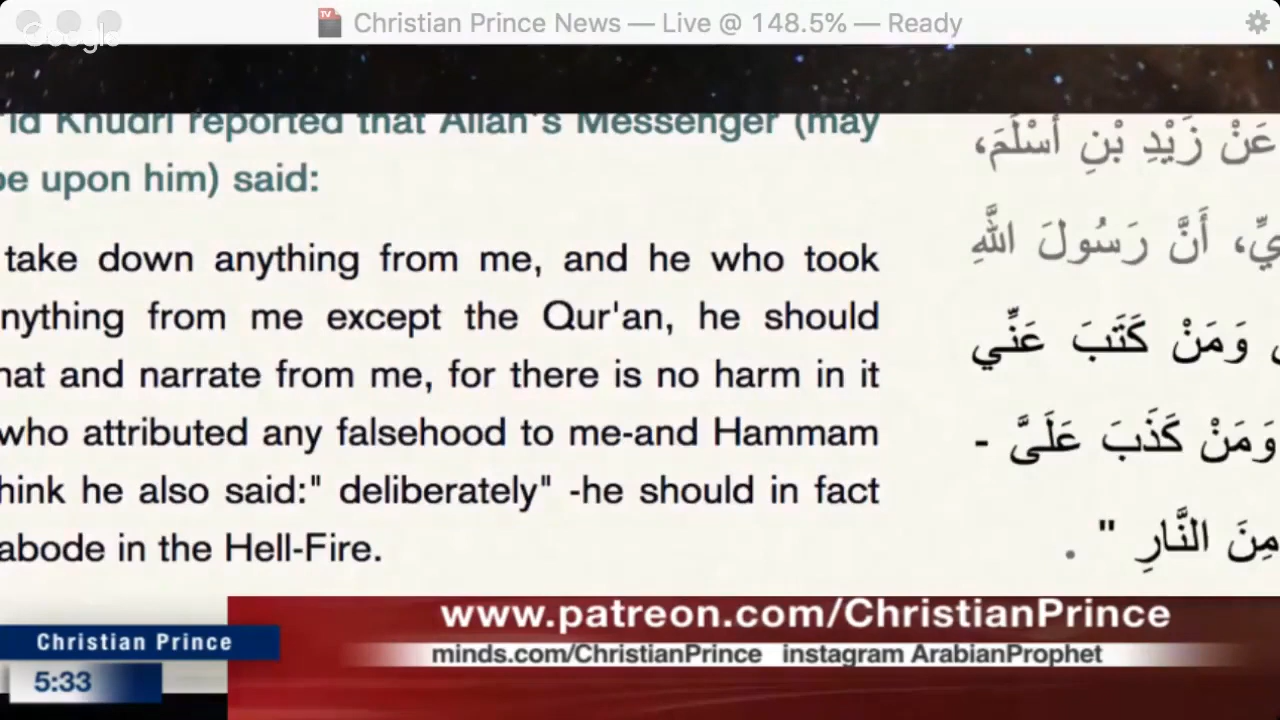 Christian Prince News — Live @ 148.5% — Ready
Google
Khudri reported that Allah's Messenger (may
be upon him) said:
take down anything from me, and he who took
nything from me except the Qur'an, he should
hat and narrate from me, for there is no harm in it
who attributed any falsehood to me-and Hammam
hink he also said:" deliberately" -he should in fact
abode in the Hell-Fire.
عَنْ زَيْدِ بْنِ أَسْلَمَ،
يِّ، أَنَّ رَسُولَ اللَّهِ
وَمَنْ كَتَبَ عَنِّي
وَمَنْ كَذَبَ عَلَىَّ -
مِنَ النَّارِ " .
www.patreon.com/ChristianPrince
minds.com/ChristianPrince instagram ArabianProphet
Christian Prince
5:33